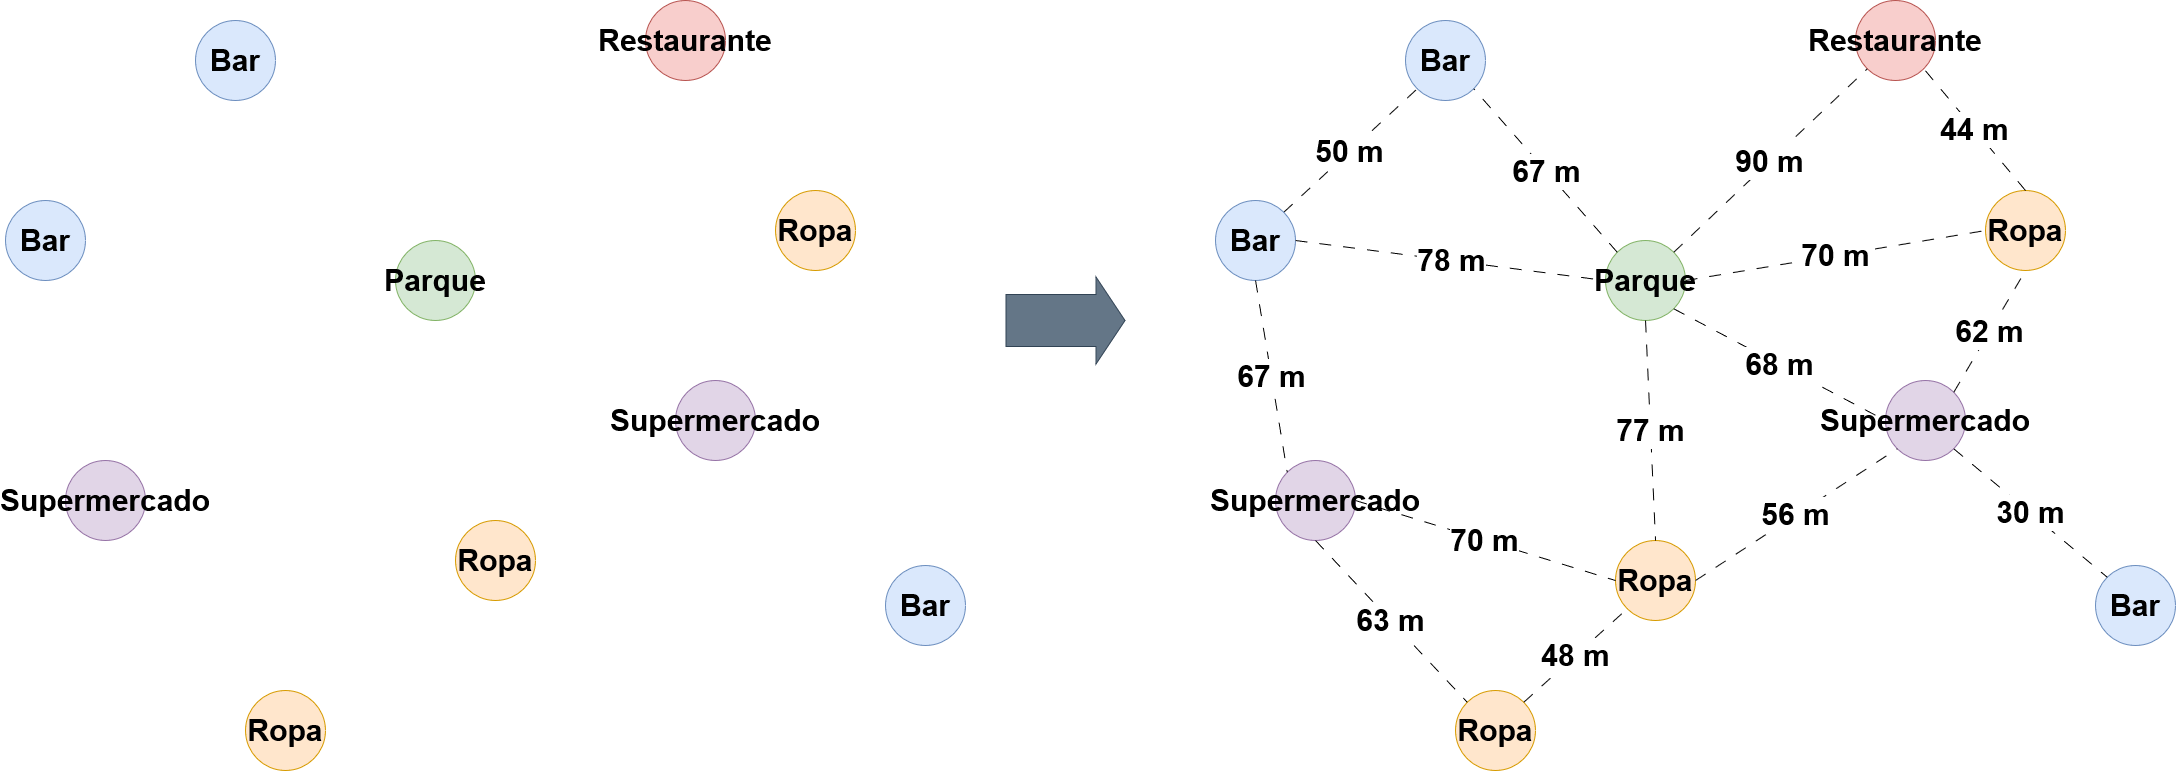 Bar
Restaurante
Bar
Parque
Ropa
Supermercado
Supermercado
Ropa
Bar
Ropa
Bar
Restaurante
50 m
67 m
90 m
44 m
Bar
78 m
Parque
70 m
Ropa
67 m
77 m
68 m
62 m
Supermercado
Supermercado
70 m
56 m
30 m
63 m
Ropa
Bar
48 m
Ropa